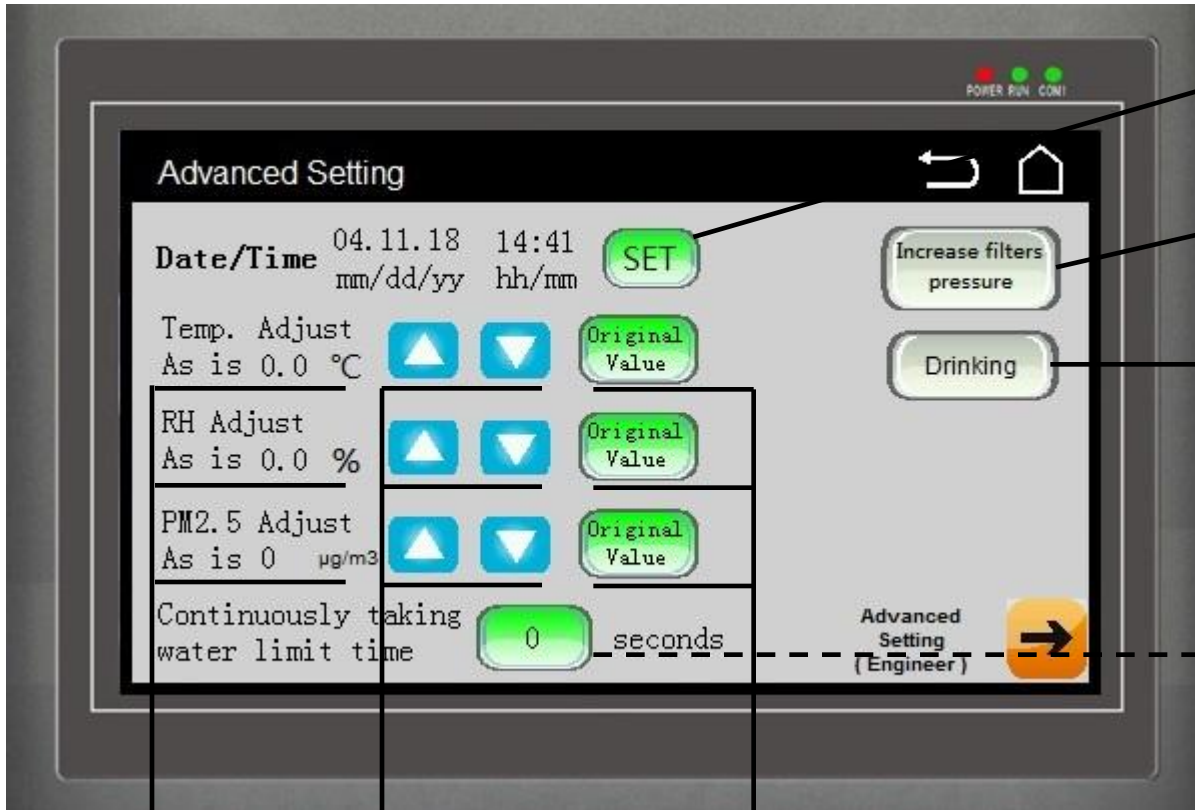 POWER RUN COM1
Advanced Setting
Date/Time 04.11.18 14:41 SET
mm/dd/yy hh/mm
Increase filters
pressure
Temp. Adjust
As is 0.0 ℃
Original
Value
Drinking
RH Adjust
As is 0.0 %
Original
Value
PM2.5 Adjust
As is 0 µg/m3
Original
Value
Continuously taking
water limit time
0 seconds
Advanced
Setting
( Engineer )